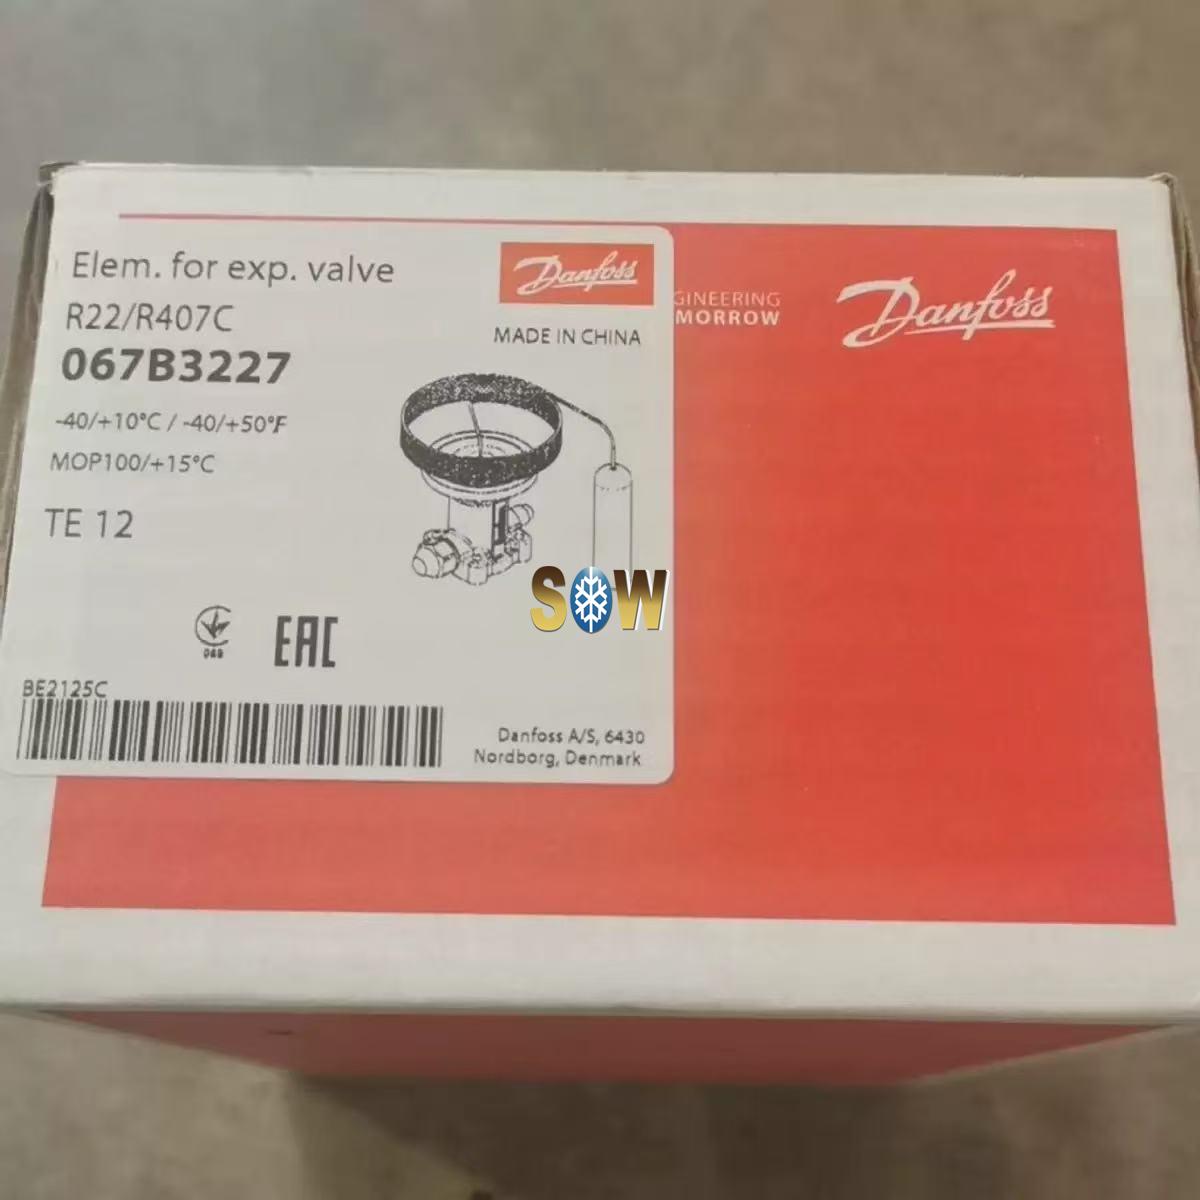 Elem. for exp. valve
R22/R407C
067B3227
-40/+10°C / -40/+50°F
MOP100/+15°C
TE 12
Danfoss
MADE IN CHINA
GINEERING
MORROW
Danfoss
SOW
EAC
BE2125C
Danfoss A/S, 6430
Nordborg, Denmark